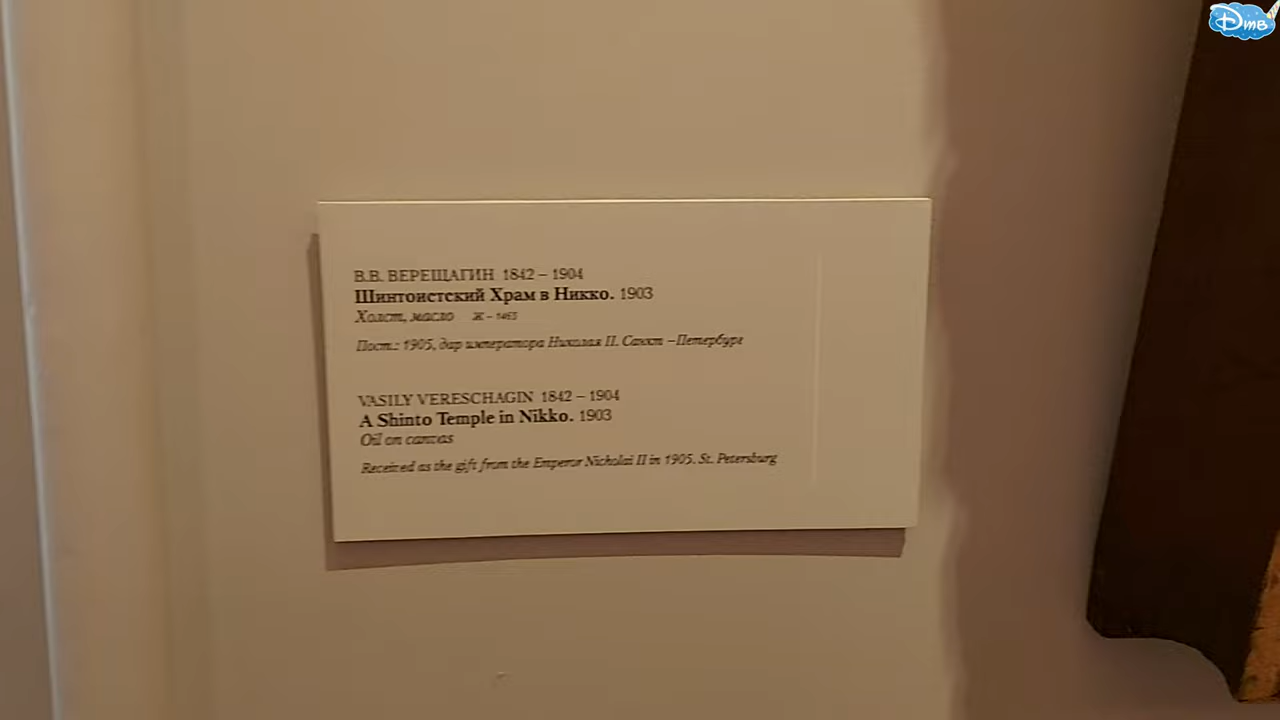 Dmв
В.В. ВЕРЕЩАГИН 1842 – 1904
Шинтоистский Храм в Никко. 1903
Холст, масло Ж – 1465
Пост.: 1905, дар императора Николая II. Санкт – Петербург
VASILY VERESCHAGIN 1842 – 1904
A Shinto Temple in Nikko. 1903
Oil on canvas
Received as the gift from the Emperor Nicholai II in 1905. St. Petersburg